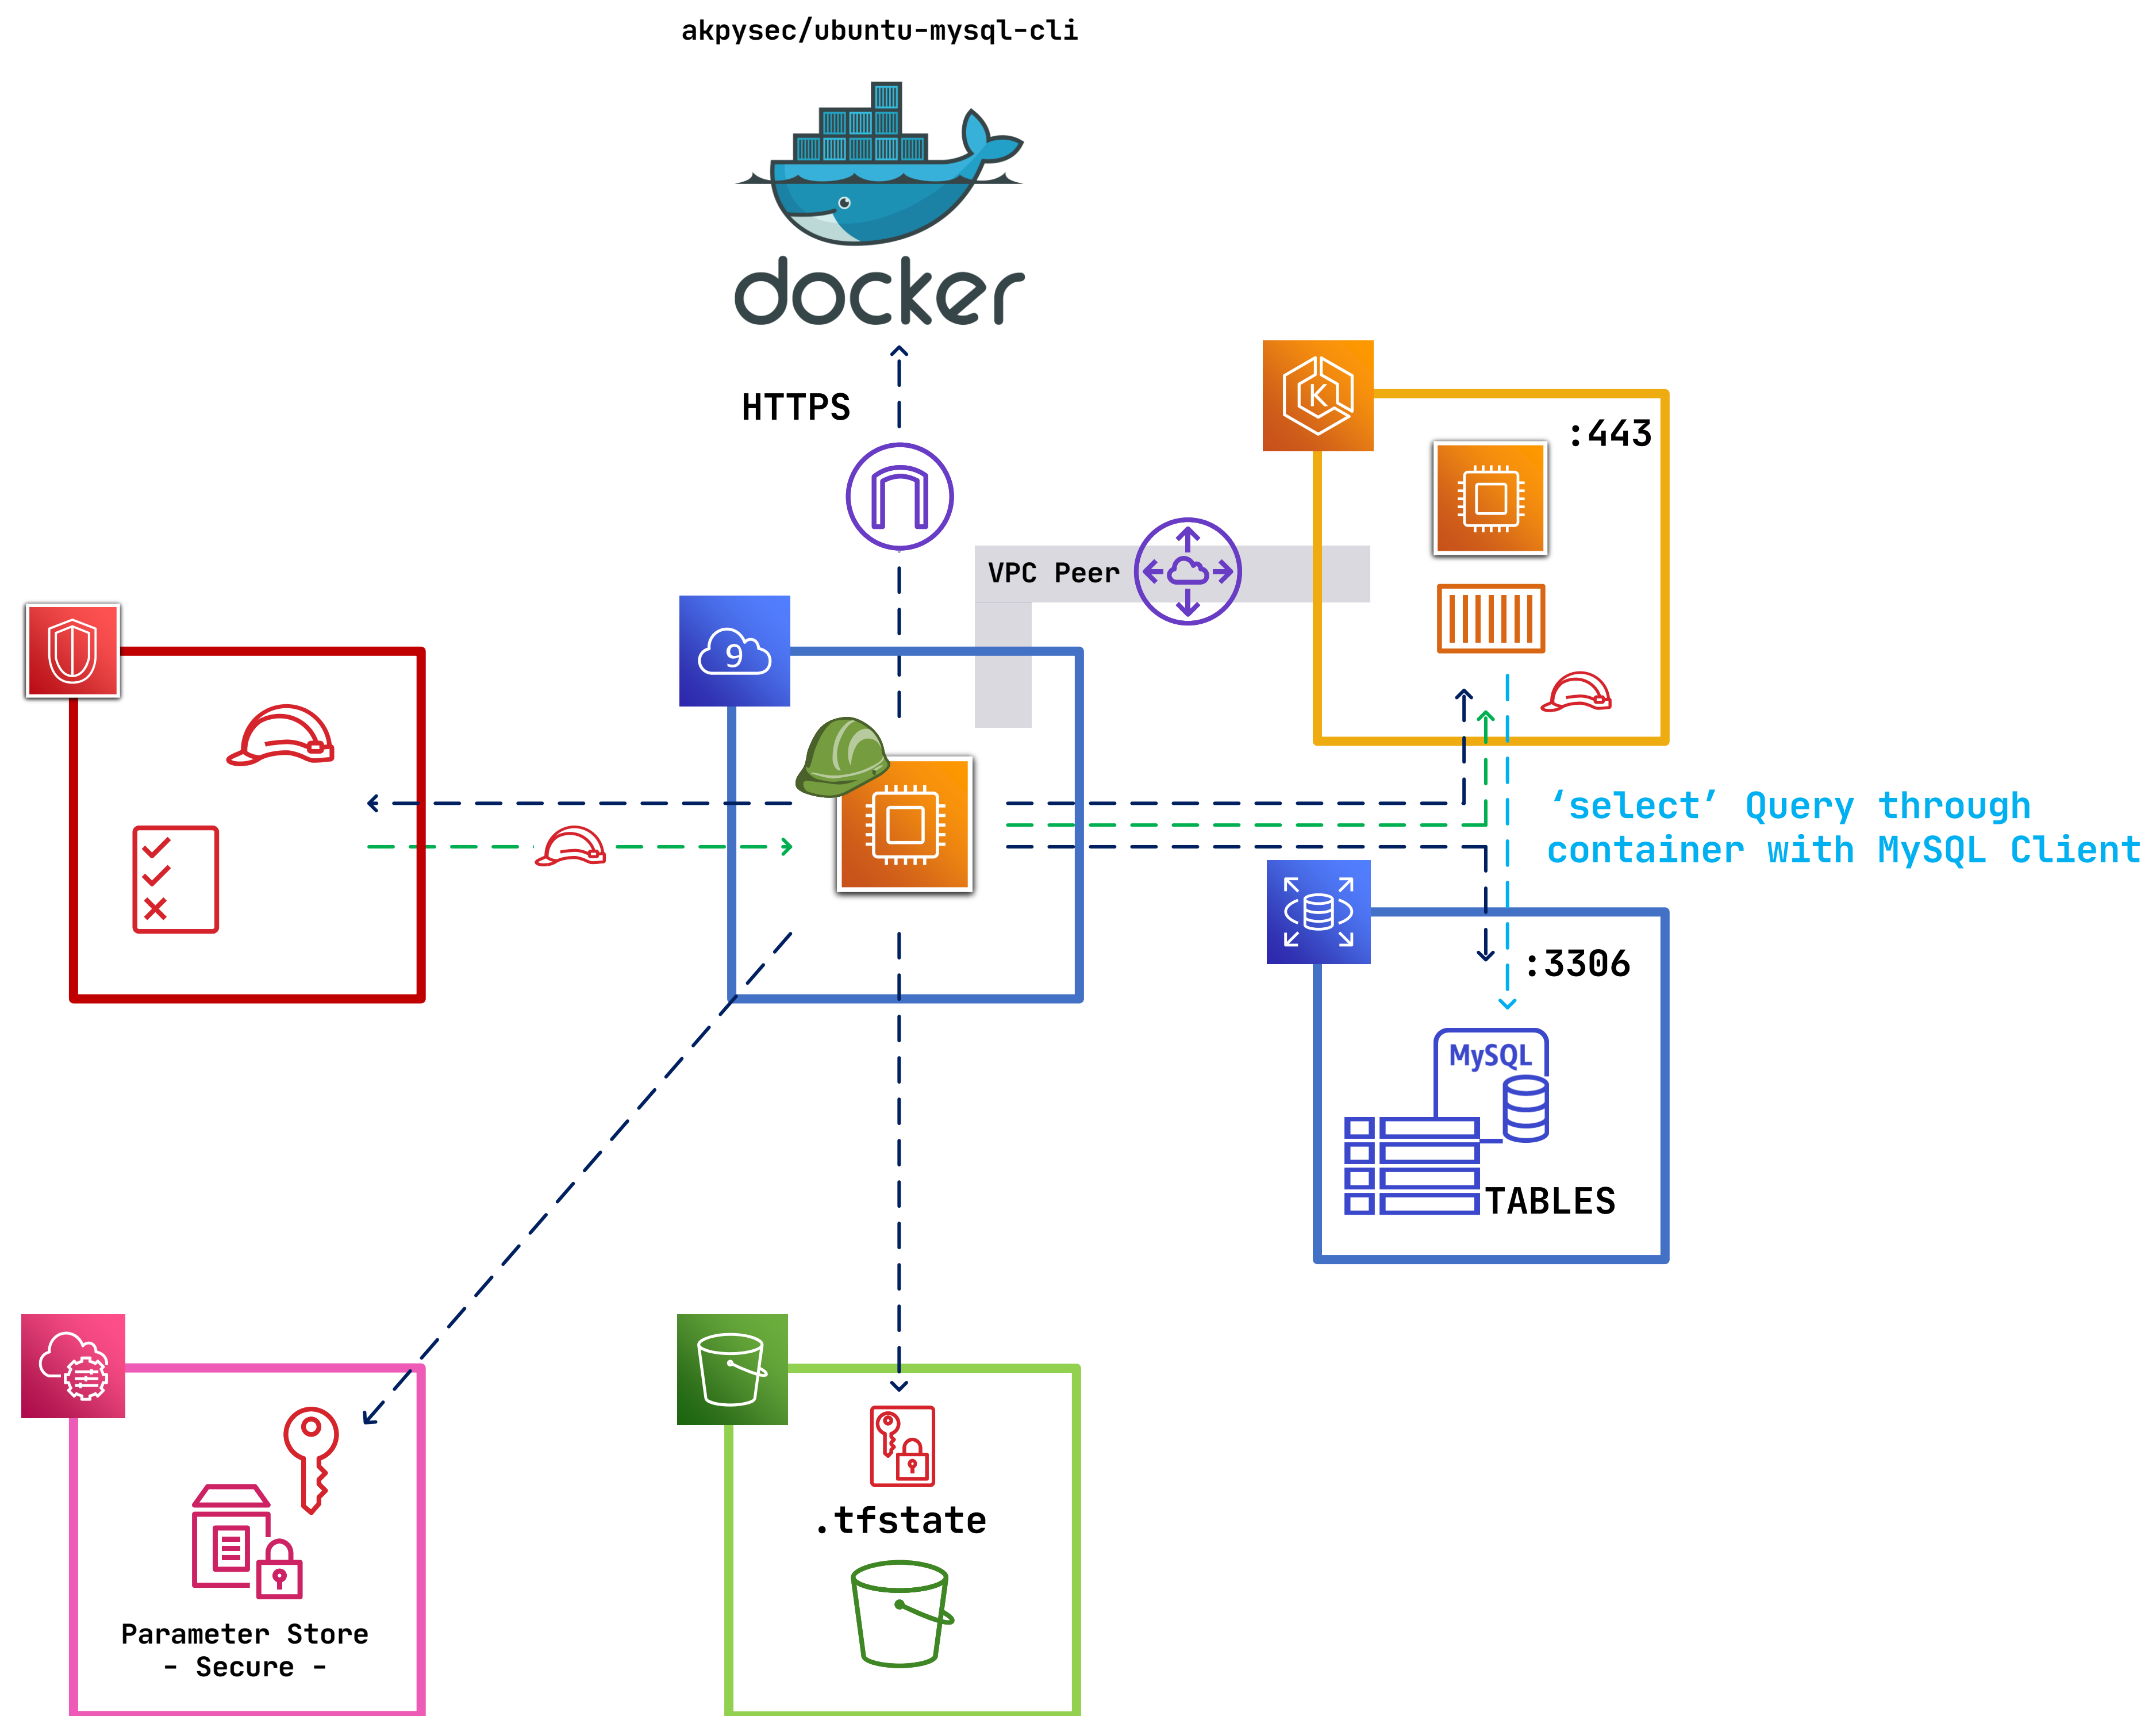 akpysec/ubuntu-mysql-cli
docker
HTTPS
K
:443
VPC Peer
9
‘select’ Query through
container with MySQL Client
:3306
MySQL
TABLES
.tfstate
Parameter Store
- Secure -